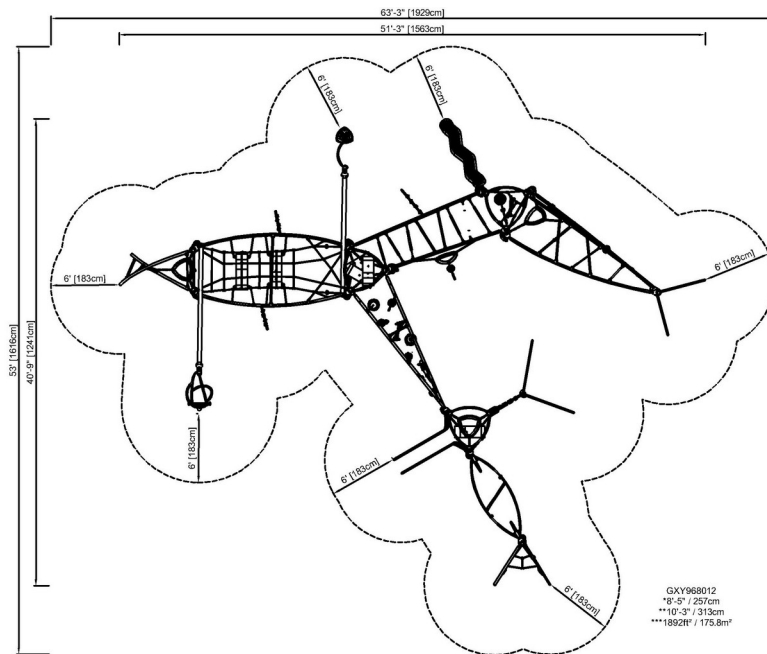 63'-3" [1929cm]
51'-3" [1563cm]
6' [183cm]
6' [183cm]
6' [183cm]
6' [183cm]
53' [1616cm]
40'-9" [1241cm]
6' [183cm]
6' [183cm]
6' [183cm]
GXY968012
*8'-5" / 257cm
**10'-3" / 313cm
***1892ft² / 175.8m²